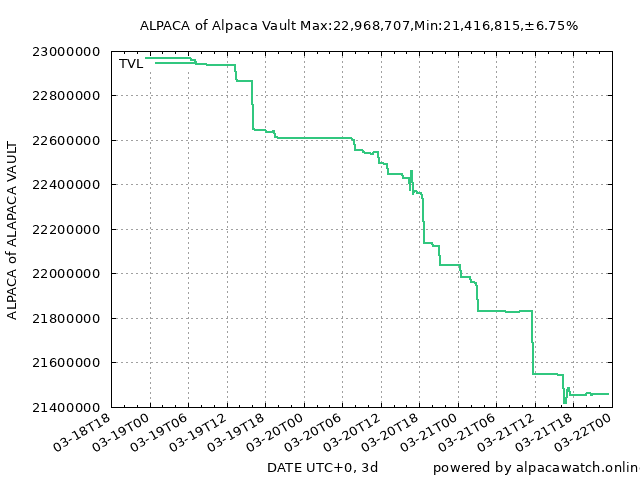 ALPACA of Alpaca Vault Max:22,968,707,Min:21,416,815,±6.75%
23000000
TVL
22800000
22600000
22400000
22200000
22000000
21800000
21600000
21400000
ALPACA of ALAPACA VAULT
03-18T18
03-19T00
03-19T06
03-19T12
03-19T18
03-20T00
03-20T06
03-20T12
03-20T18
03-21T00
03-21T06
03-21T12
03-21T18
03-22T00
DATE UTC+0, 3d
powered by alpacawatch.onlin